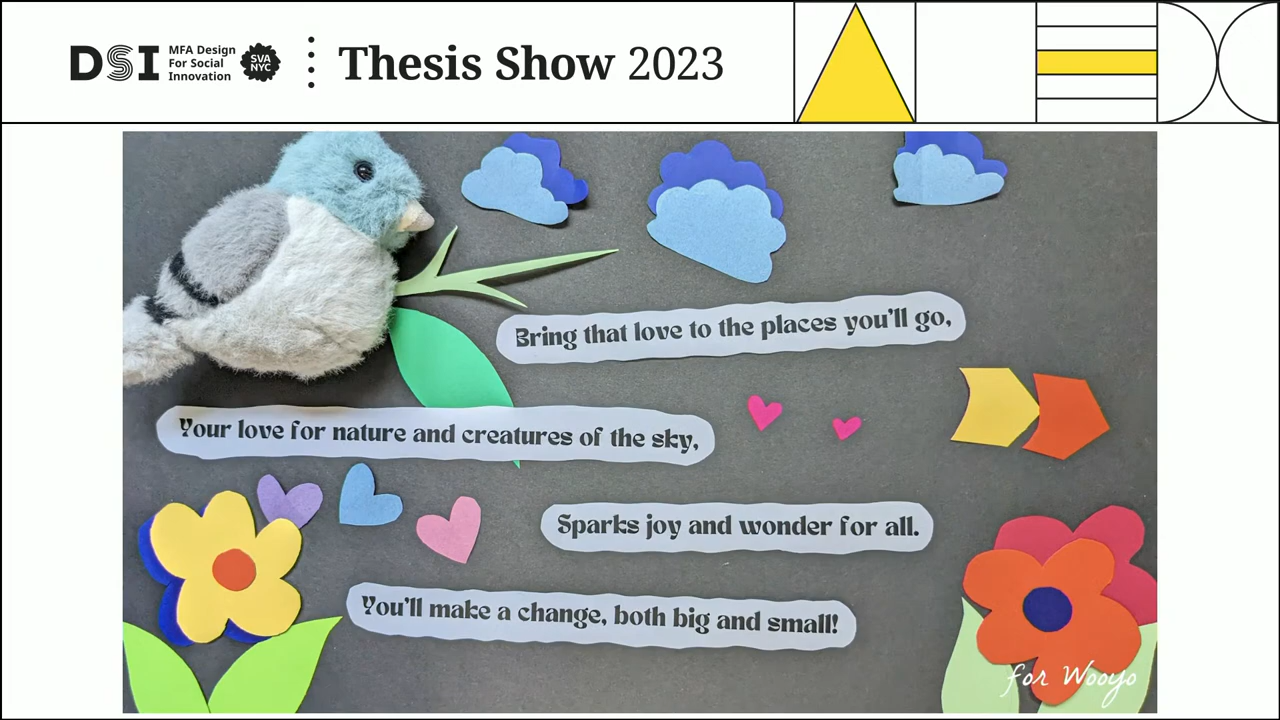 DSI
MFA Design
For Social
Innovation
SVA
NYC
Thesis Show 2023
Bring that love to the places you'll go,
Your love for nature and creatures of the sky,
Sparks joy and wonder for all.
You'll make a change, both big and small!
for Wooyo